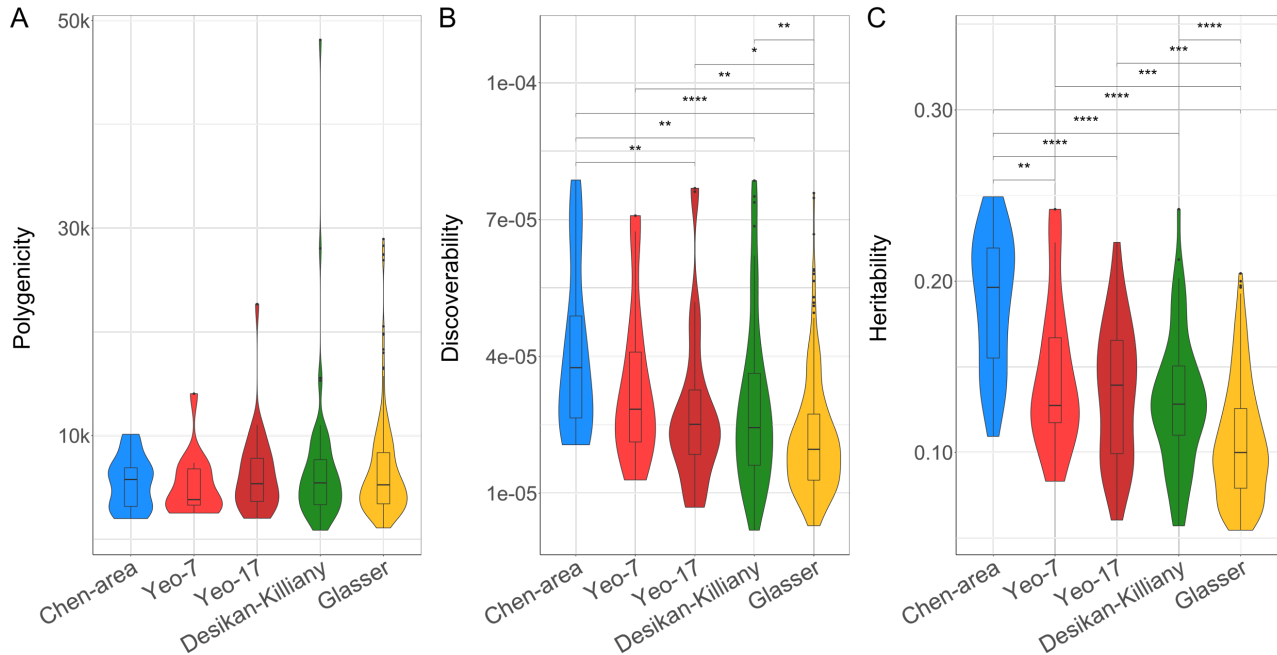 A
Polygenicity
50k
30k
10k
Chen-area
Yeo-7
Yeo-17
Desikan-Killiany
Glasser
B
Discoverability
1e-04
7e-05
4e-05
1e-05
**
*
**
****
**
**
Chen-area
Yeo-7
Yeo-17
Desikan-Killiany
Glasser
C
Heritability
0.30
0.20
0.10
****
***
***
****
****
****
**
Chen-area
Yeo-7
Yeo-17
Desikan-Killiany
Glasser